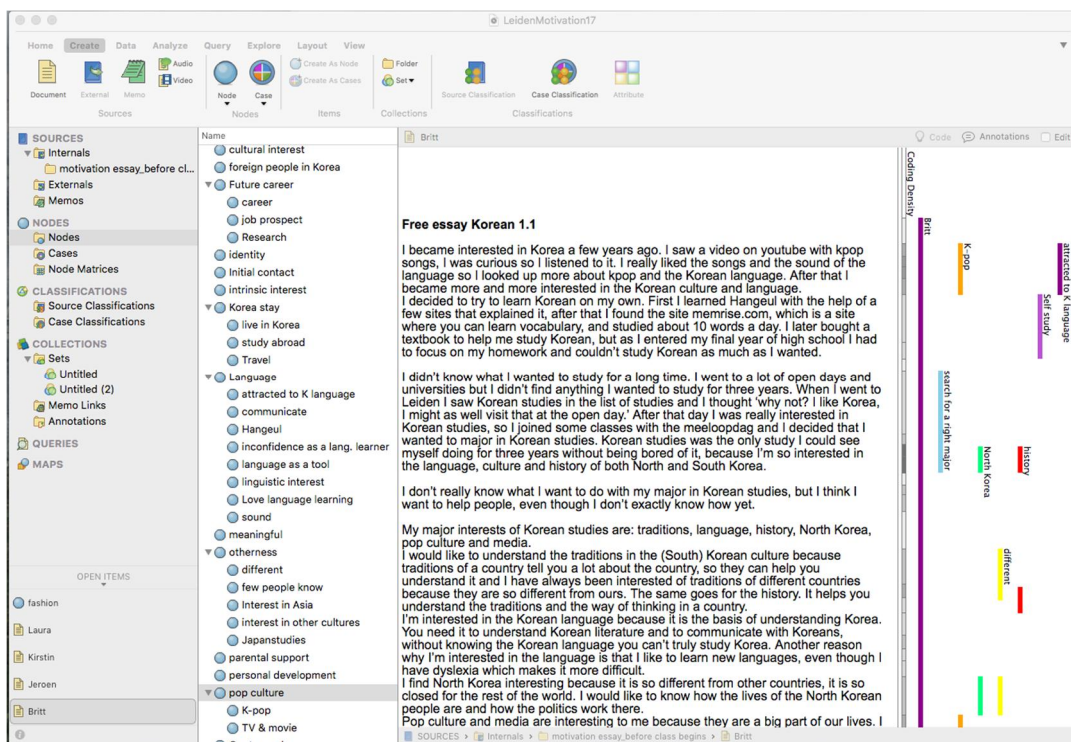 LeidenMotivation17
Home Create Data Analyze Query Explore Layout View
Document External Memo Audio Video
Node Case
Create As Node
Create As Cases
Folder
Set
Source Classification Case Classification Attribute
Sources Nodes Items Collections Classifications
SOURCES
Internals
motivation essay_before cl...
Externals
Memos
NODES
Nodes
Cases
Node Matrices
CLASSIFICATIONS
Source Classifications
Case Classifications
COLLECTIONS
Sets
Untitled
Untitled (2)
Memo Links
Annotations
QUERIES
MAPS
OPEN ITEMS
fashion
Laura
Kirstin
Jeroen
Britt
Name
cultural interest
foreign people in Korea
Future career
career
job prospect
Research
identity
Initial contact
intrinsic interest
Korea stay
live in Korea
study abroad
Travel
Language
attracted to K language
communicate
Hangeul
inconfidence as a lang. learner
language as a tool
linguistic interest
Love language learning
sound
meaningful
otherness
different
few people know
Interest in Asia
interest in other cultures
Japanstudies
parental support
personal development
pop culture
K-pop
TV & movie
Britt
Code Annotations Edit
Free essay Korean 1.1
I became interested in Korea a few years ago. I saw a video on youtube with kpop
songs, I was curious so I listened to it. I really liked the songs and the sound of the
language so I looked up more about kpop and the Korean language. After that I
became more and more interested in the Korean culture and language.
I decided to try to learn Korean on my own. First I learned Hangeul with the help of a
few sites that explained it, after that I found the site memrise.com, which is a site
where you can learn vocabulary, and studied about 10 words a day. I later bought a
textbook to help me study Korean, but as I entered my final year of high school I had
to focus on my homework and couldn't study Korean as much as I wanted.
I didn't know what I wanted to study for a long time. I went to a lot of open days and
universities but I didn't find anything I wanted to study for three years. When I went to
Leiden I saw Korean studies in the list of studies and I thought 'why not? I like Korea,
I might as well visit that at the open day.' After that day I was really interested in
Korean studies, so I joined some classes with the meeloopdag and I decided that I
wanted to major in Korean studies. Korean studies was the only study I could see
myself doing for three years without being bored of it, because I'm so interested in
the language, culture and history of both North and South Korea.
I don't really know what I want to do with my major in Korean studies, but I think I
want to help people, even though I don't exactly know how yet.
My major interests of Korean studies are: traditions, language, history, North Korea,
pop culture and media.
I would like to understand the traditions in the (South) Korean culture because
traditions of a country tell you a lot about the country, so they can help you
understand it and I have always been interested of traditions of different countries
because they are so different from ours. The same goes for the history. It helps you
understand the traditions and the way of thinking in a country.
I'm interested in the Korean language because it is the basis of understanding Korea.
You need it to understand Korean literature and to communicate with Koreans,
without knowing the Korean language you can't truly study Korea. Another reason
why I'm interested in the language is that I like to learn new languages, even though I
have dyslexia which makes it more difficult.
I find North Korea interesting because it is so different from other countries, it is so
closed for the rest of the world. I would like to know how the lives of the North Korean
people are and how the politics work there.
Pop culture and media are interesting to me because they are a big part of our lives. I
SOURCES > Internals > motivation essay_before class begins > Britt
Coding Density
Britt
K-pop
attracted to K language
Self study
search for a right major
North Korea
history
different